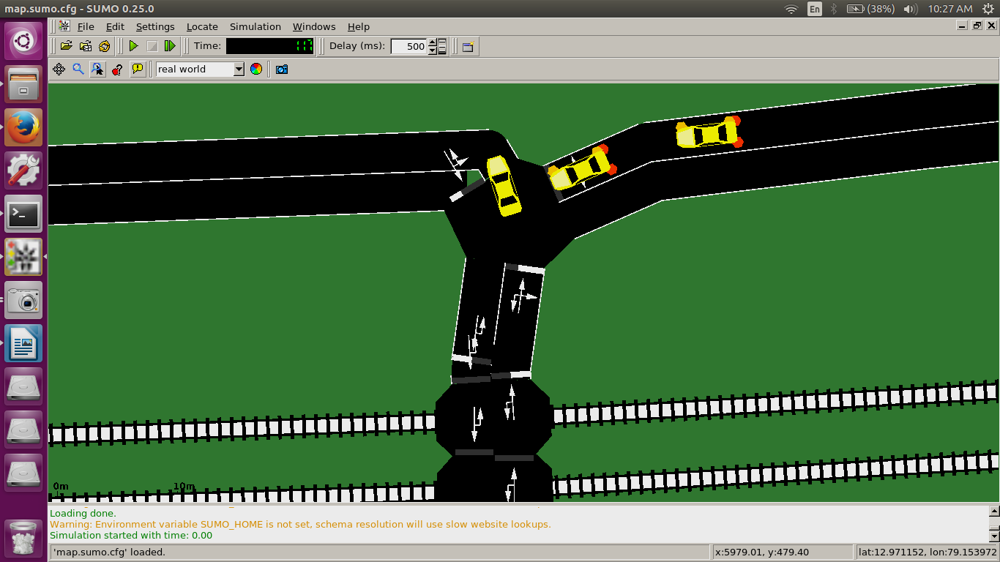 map.sumo.cfg - SUMO 0.25.0
En
(38%)
10:27 AM
File Edit Settings Locate Simulation Windows Help
Time:
Delay (ms): 500
real world
0m
10m
Loading done.
Warning: Environment variable SUMO_HOME is not set, schema resolution will use slow website lookups.
Simulation started with time: 0.00
'map.sumo.cfg' loaded.
x:5979.01, y:479.40
lat:12.971152, lon:79.153972